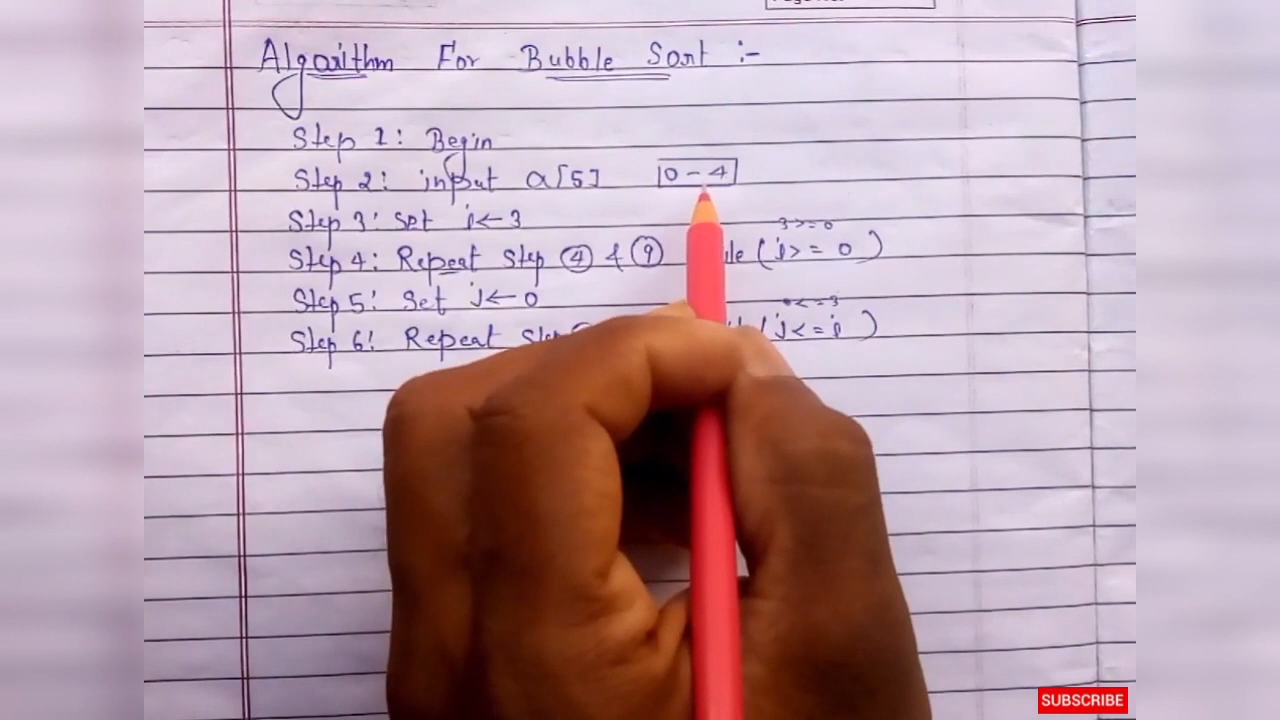 Algorithm For Bubble Sort :-
Step 1: Begin
Step 2: input a[5] 0-4
Step 3: Set i←3
3>=0
Step 4: Repeat Step 4 & 9 (i>=0)
Step 5: Set j←0
0<=3
Step 6: Repeat (j<=i)
SUBSCRIBE